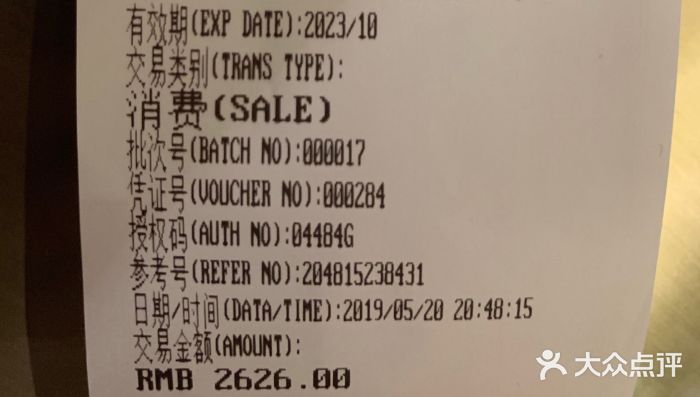 有效期(EXP DATE):2023/10
交易类别(TRANS TYPE):
消费(SALE)
批次号(BATCH NO):000017
凭证号(VOUCHER NO):000284
授权码(AUTH NO):04484G
参考号(REFER NO):204815238431
日期/时间(DATA/TIME):2019/05/20 20:48:15
交易金额(AMOUNT):
RMB 2626.00
大众点评